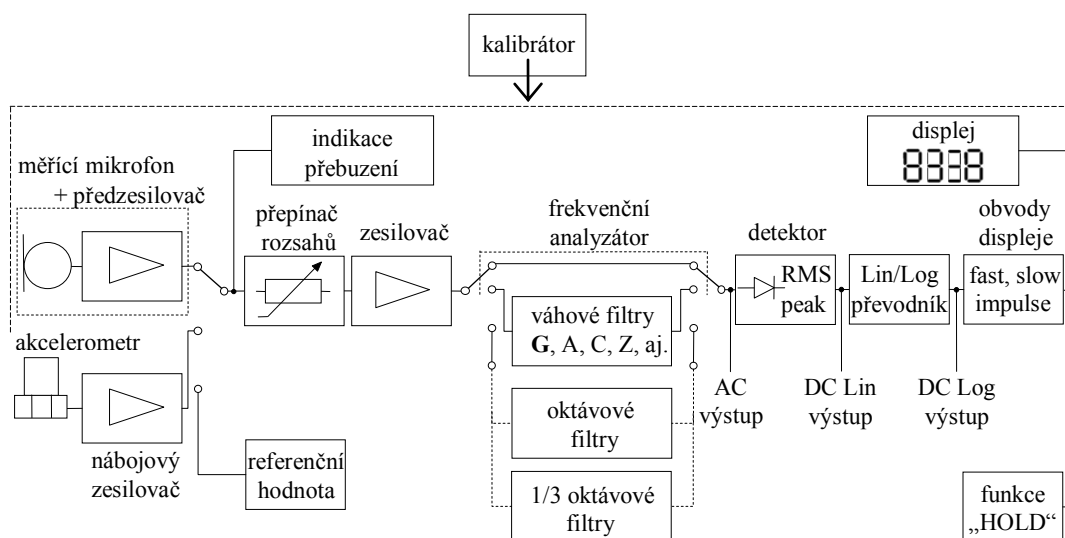 kalibrátor
indikace
přebuzení
displej
8338
měřící mikrofon
+ předzesilovač
přepínač
rozsahů
zesilovač
frekvenční
analyzátor
detektor
obvody
displeje
RMS
peak
Lin/Log
převodník
fast, slow
impulse
váhové filtry
G, A, C, Z, aj.
akcelerometr
AC
výstup
DC Lin
výstup
DC Log
výstup
oktávové
filtry
nábojový
zesilovač
referenční
hodnota
1/3 oktávové
filtry
funkce
„HOLD“